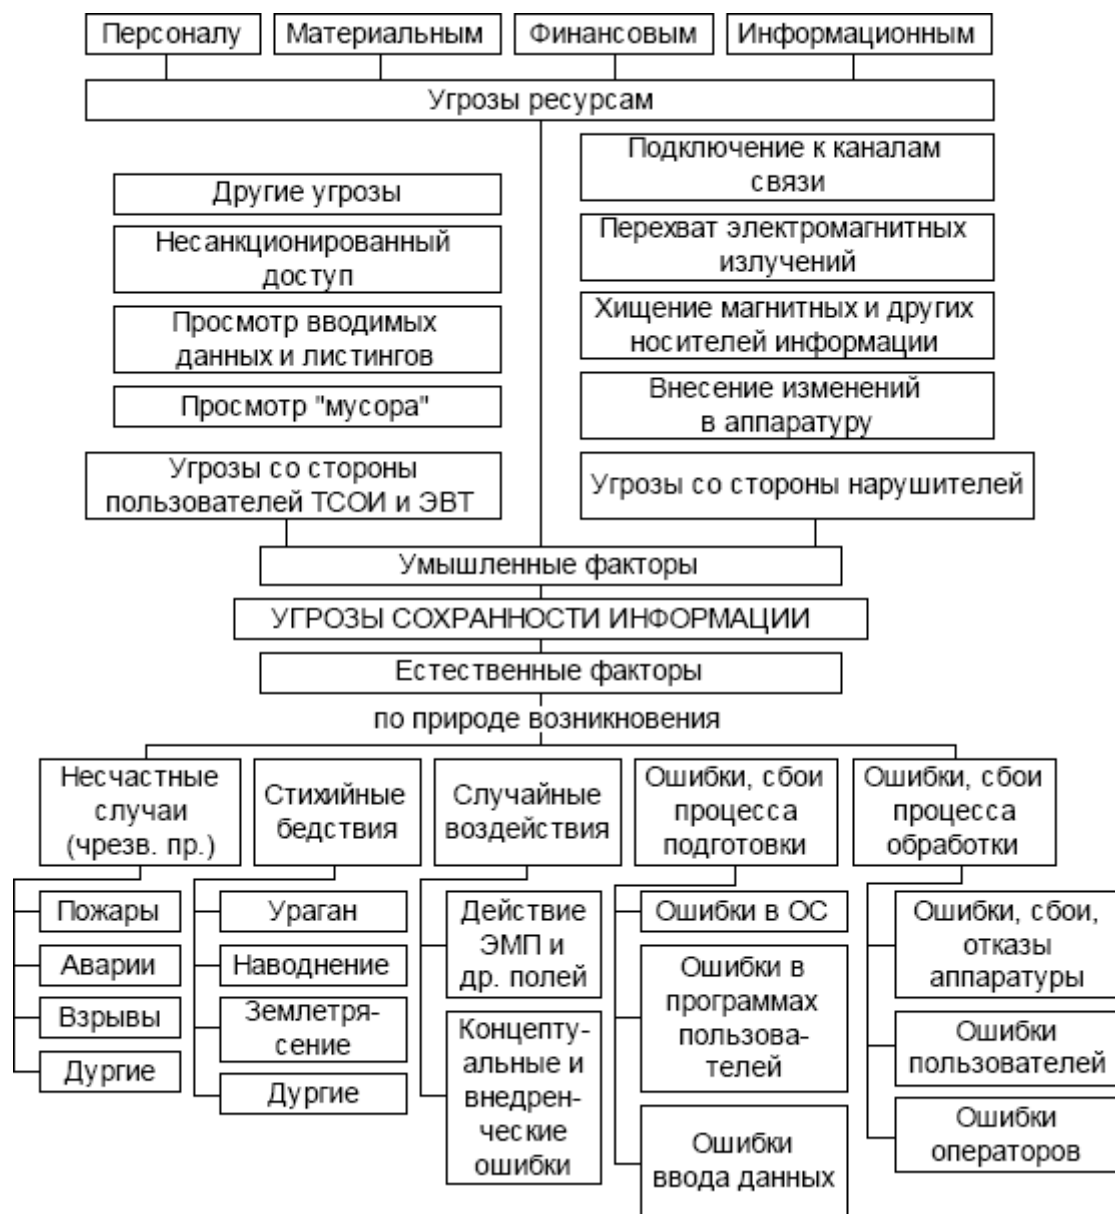 Персоналу
Материальным
Финансовым
Информационным
Угрозы ресурсам
Другие угрозы
Несанкционированный
доступ
Просмотр вводимых
данных и листингов
Просмотр "мусора"
Угрозы со стороны
пользователей ТСОИ и ЭВТ
Подключение к каналам
связи
Перехват электромагнитных
излучений
Хищение магнитных и других
носителей информации
Внесение изменений
в аппаратуру
Угрозы со стороны нарушителей
Умышленные факторы
УГРОЗЫ СОХРАННОСТИ ИНФОРМАЦИИ
Естественные факторы
по природе возникновения
Несчастные
случаи
(чрезв. пр.)
Пожары
Аварии
Взрывы
Дургие
Стихийные
бедствия
Ураган
Наводнение
Землетря-
сение
Дургие
Случайные
воздействия
Действие
ЭМП и
др. полей
Концепту-
альные и
внедрен-
ческие
ошибки
Ошибки, сбои
процесса
подготовки
Ошибки в ОС
Ошибки в
программах
пользова-
телей
Ошибки
ввода данных
Ошибки, сбои
процесса
обработки
Ошибки, сбои,
отказы
аппаратуры
Ошибки
пользователей
Ошибки
операторов